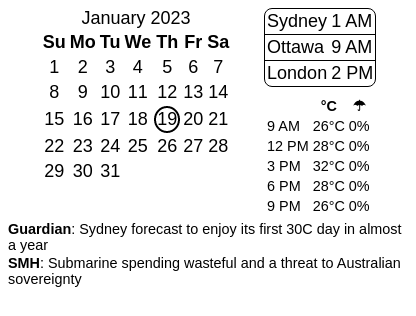 January 2023
Su Mo Tu We Th Fr Sa
1 2 3 4 5 6 7
8 9 10 11 12 13 14
15 16 17 18 19 20 21
22 23 24 25 26 27 28
29 30 31
Sydney 1 AM
Ottawa 9 AM
London 2 PM
°C ☂
9 AM 26°C 0%
12 PM 28°C 0%
3 PM 32°C 0%
6 PM 28°C 0%
9 PM 26°C 0%
Guardian: Sydney forecast to enjoy its first 30C day in almost
a year
SMH: Submarine spending wasteful and a threat to Australian
sovereignty